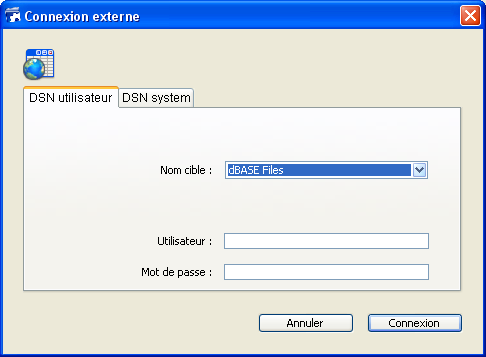 Connexion externe
DSN utilisateur
DSN system
Nom cible :
dBASE Files
Utilisateur :
Mot de passe :
Annuler
Connexion